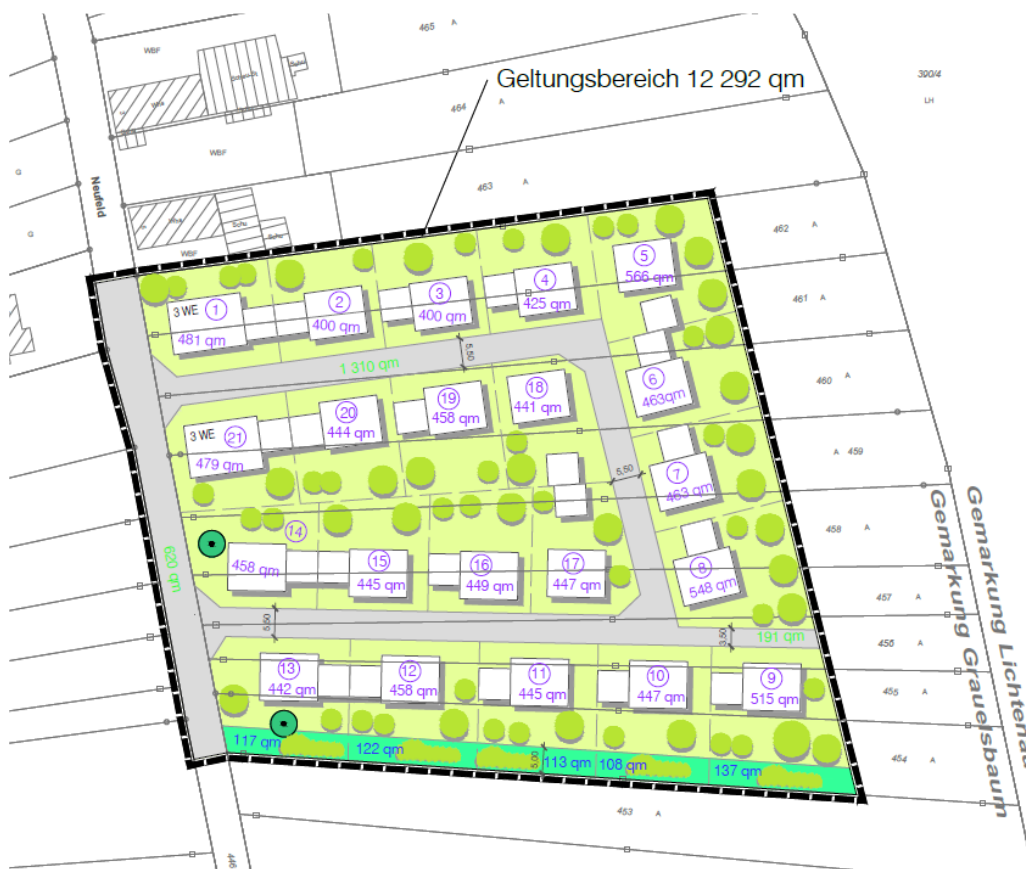 465 A
WBF
390/4
LH
Geltungsbereich 12 292 qm
464 A
WBF
Neufeld
463 A
G
G
WBF
462 A
3 WE 1
481 qm
2
400 qm
3
400 qm
4
425 qm
5
566 qm
461 A
1 310 qm
5,50
6
463qm
460 A
3 WE 21
479 qm
20
444 qm
19
458 qm
18
441 qm
5,50
7
463 qm
A 459
458 A
14
458 qm
15
445 qm
16
449 qm
17
447 qm
8
548 qm
457 A
620 qm
5,50
3,50
191 qm
456 A
13
442 qm
12
458 qm
11
445 qm
10
447 qm
9
515 qm
455 A
117 qm
122 qm
5,00
113 qm
108 qm
137 qm
454 A
453 A
446
Gemarkung Lichtenau
Gemarkung Grauelsbaum